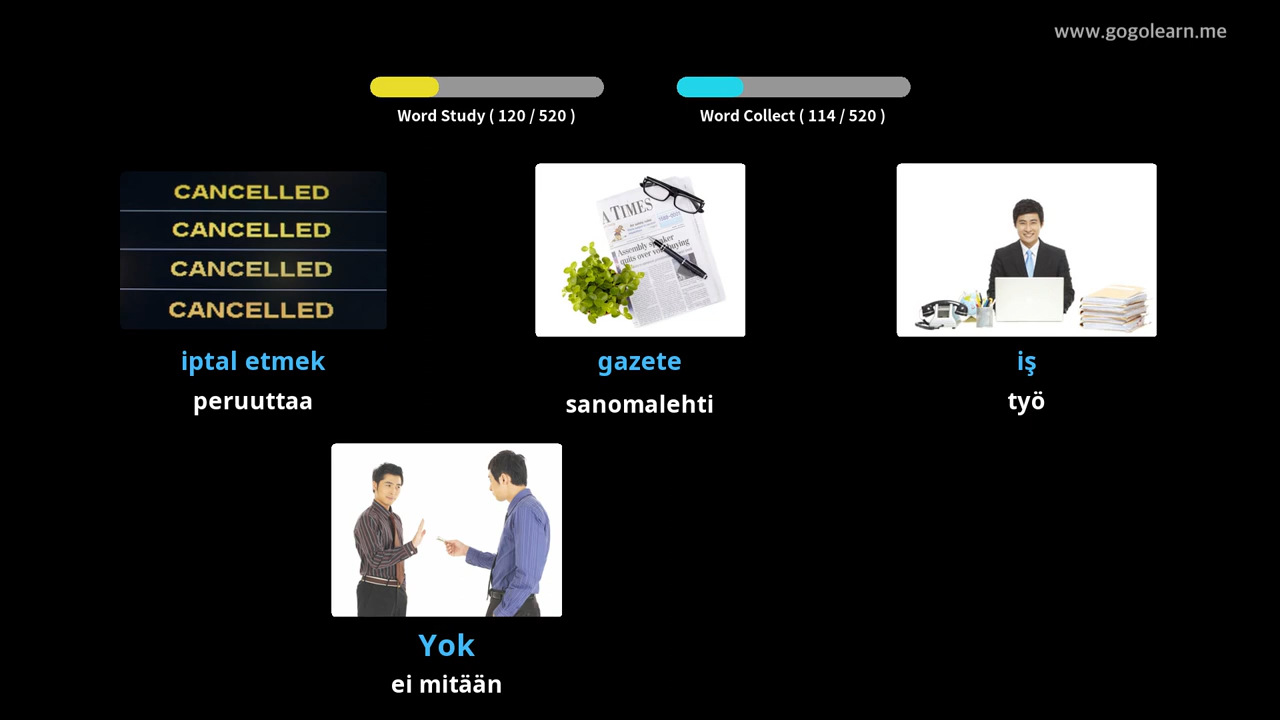 www.gogolearn.me
Word Study ( 120 / 520 )
Word Collect ( 114 / 520 )
CANCELLED
CANCELLED
CANCELLED
CANCELLED
A TIMES
iptal etmek
gazete
iş
peruuttaa
sanomalehti
työ
Yok
ei mitään